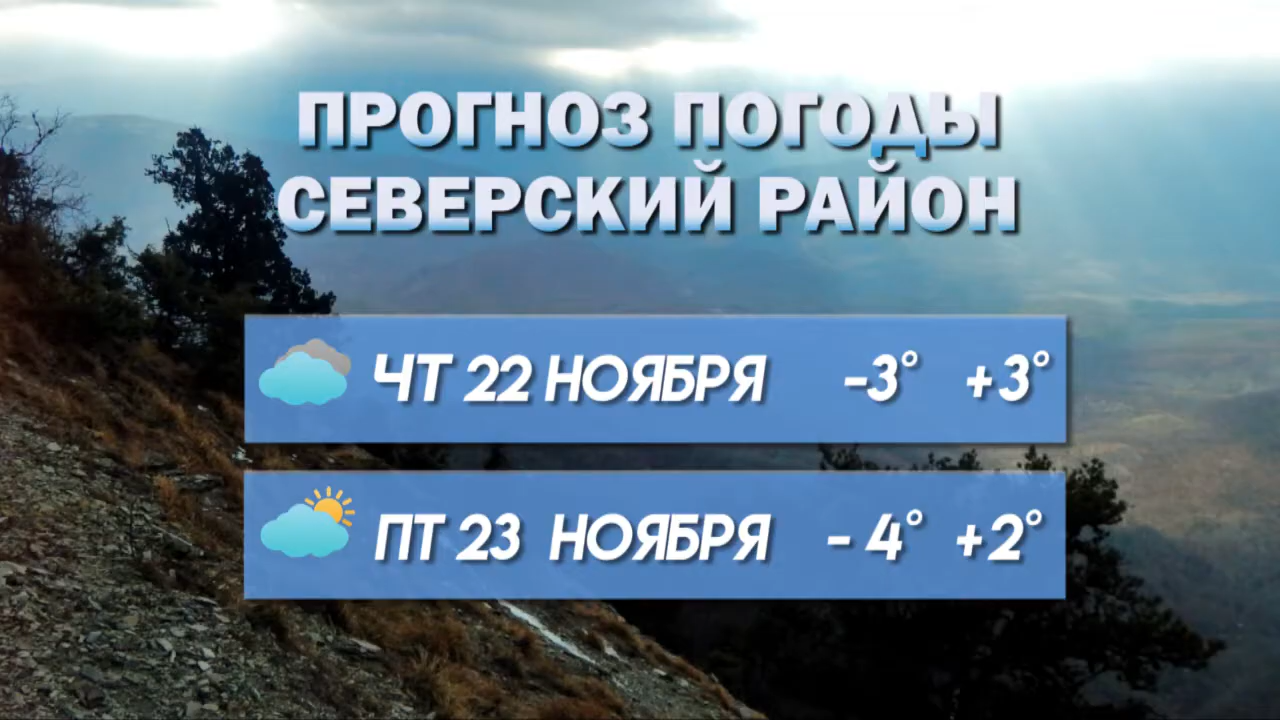 ПРОГНОЗ ПОГОДЫ
СЕВЕРСКИЙ РАЙОН
ЧТ 22 НОЯБРЯ -3° +3°
ПТ 23 НОЯБРЯ - 4° +2°